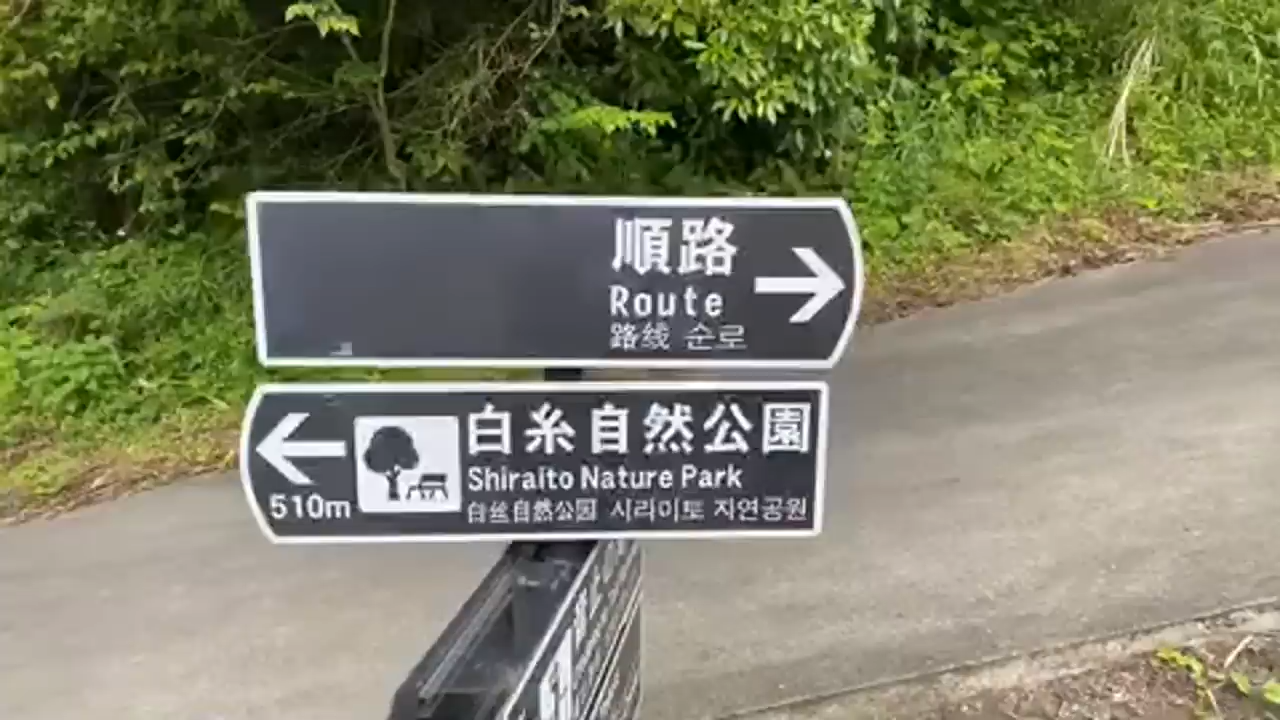 順路
Route
路线 순로
白糸自然公園
Shiraito Nature Park
510m
白丝自然公园 시라이토 자연공원